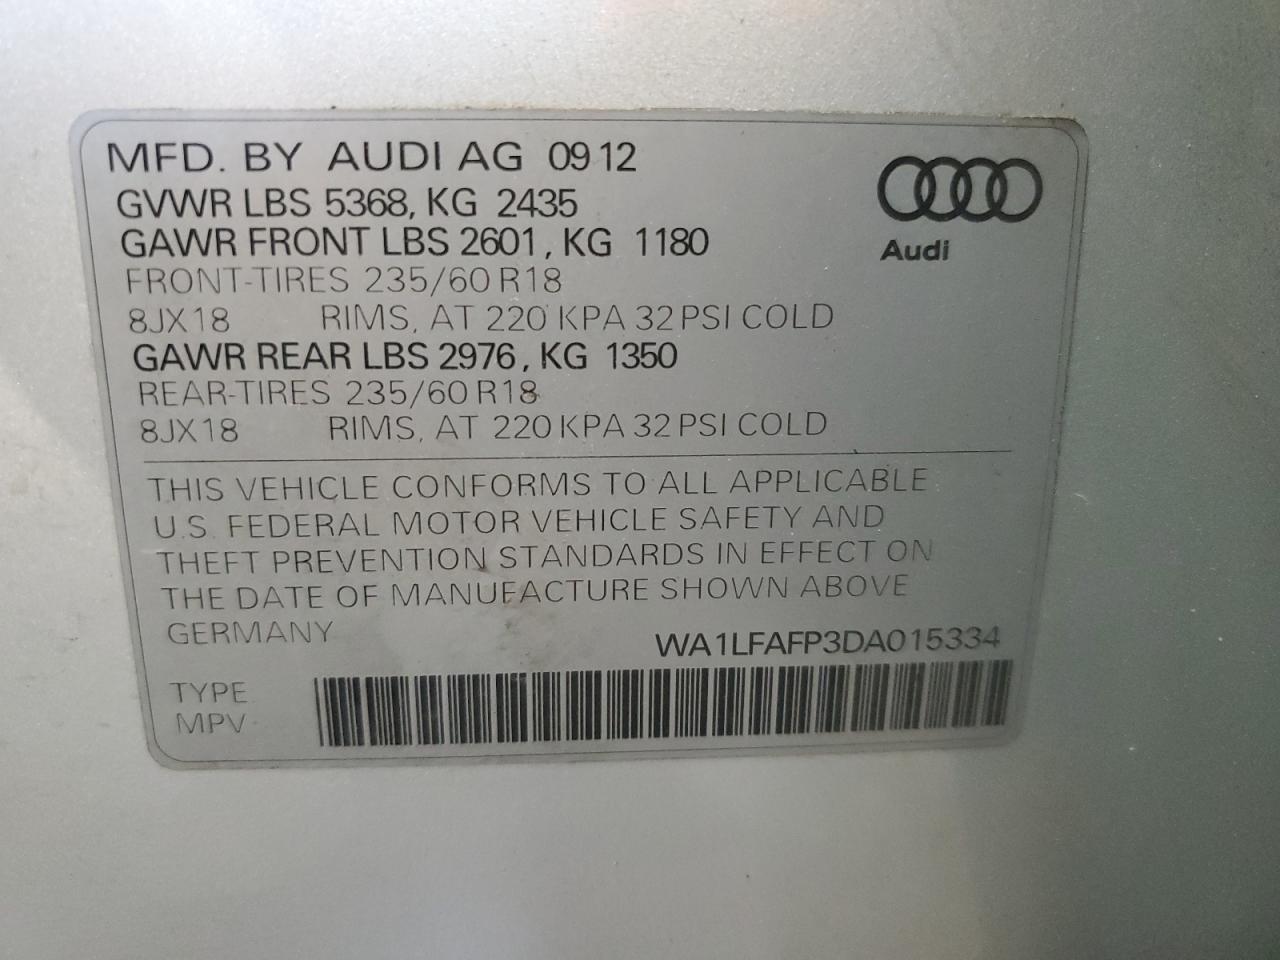 MFD. BY AUDI AG 09 12
GVWR LBS 5368, KG 2435
GAWR FRONT LBS 2601, KG 1180
FRONT-TIRES 235/60 R18
8JX18 RIMS, AT 220 KPA 32 PSI COLD
GAWR REAR LBS 2976, KG 1350
REAR-TIRES 235/60 R18
8JX18 RIMS, AT 220 KPA 32 PSI COLD
Audi
THIS VEHICLE CONFORMS TO ALL APPLICABLE
U.S. FEDERAL MOTOR VEHICLE SAFETY AND
THEFT PREVENTION STANDARDS IN EFFECT ON
THE DATE OF MANUFACTURE SHOWN ABOVE
GERMANY
WA1LFAFP3DA015334
TYPE
MPV